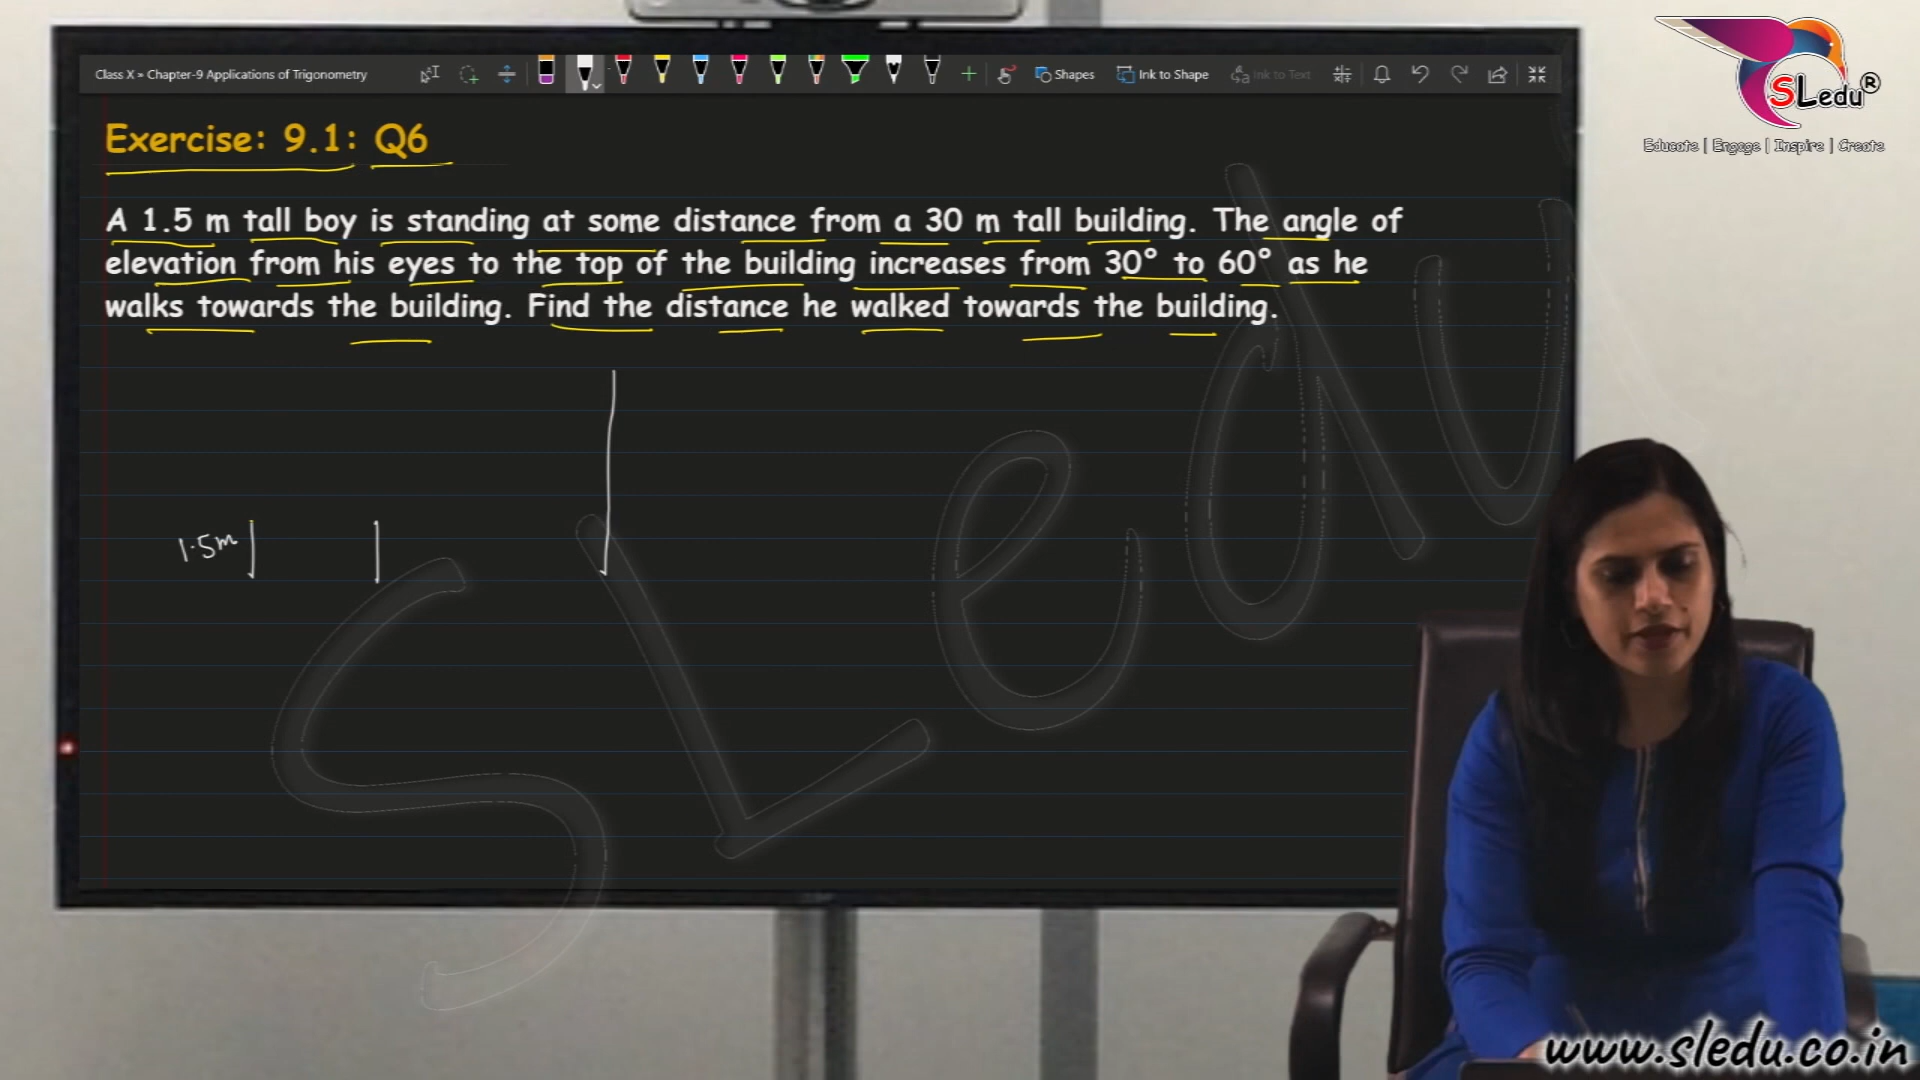 SLedu®
Educate | Engage | Inspire | Create
Class X » Chapter-9 Applications of Trigonometry
Shapes
Ink to Shape
Ink to Text
Exercise: 9.1: Q6
A 1.5 m tall boy is standing at some distance from a 30 m tall building. The angle of
elevation from his eyes to the top of the building increases from 30° to 60° as he
walks towards the building. Find the distance he walked towards the building.
1.5m
SLedu
www.sledu.co.in